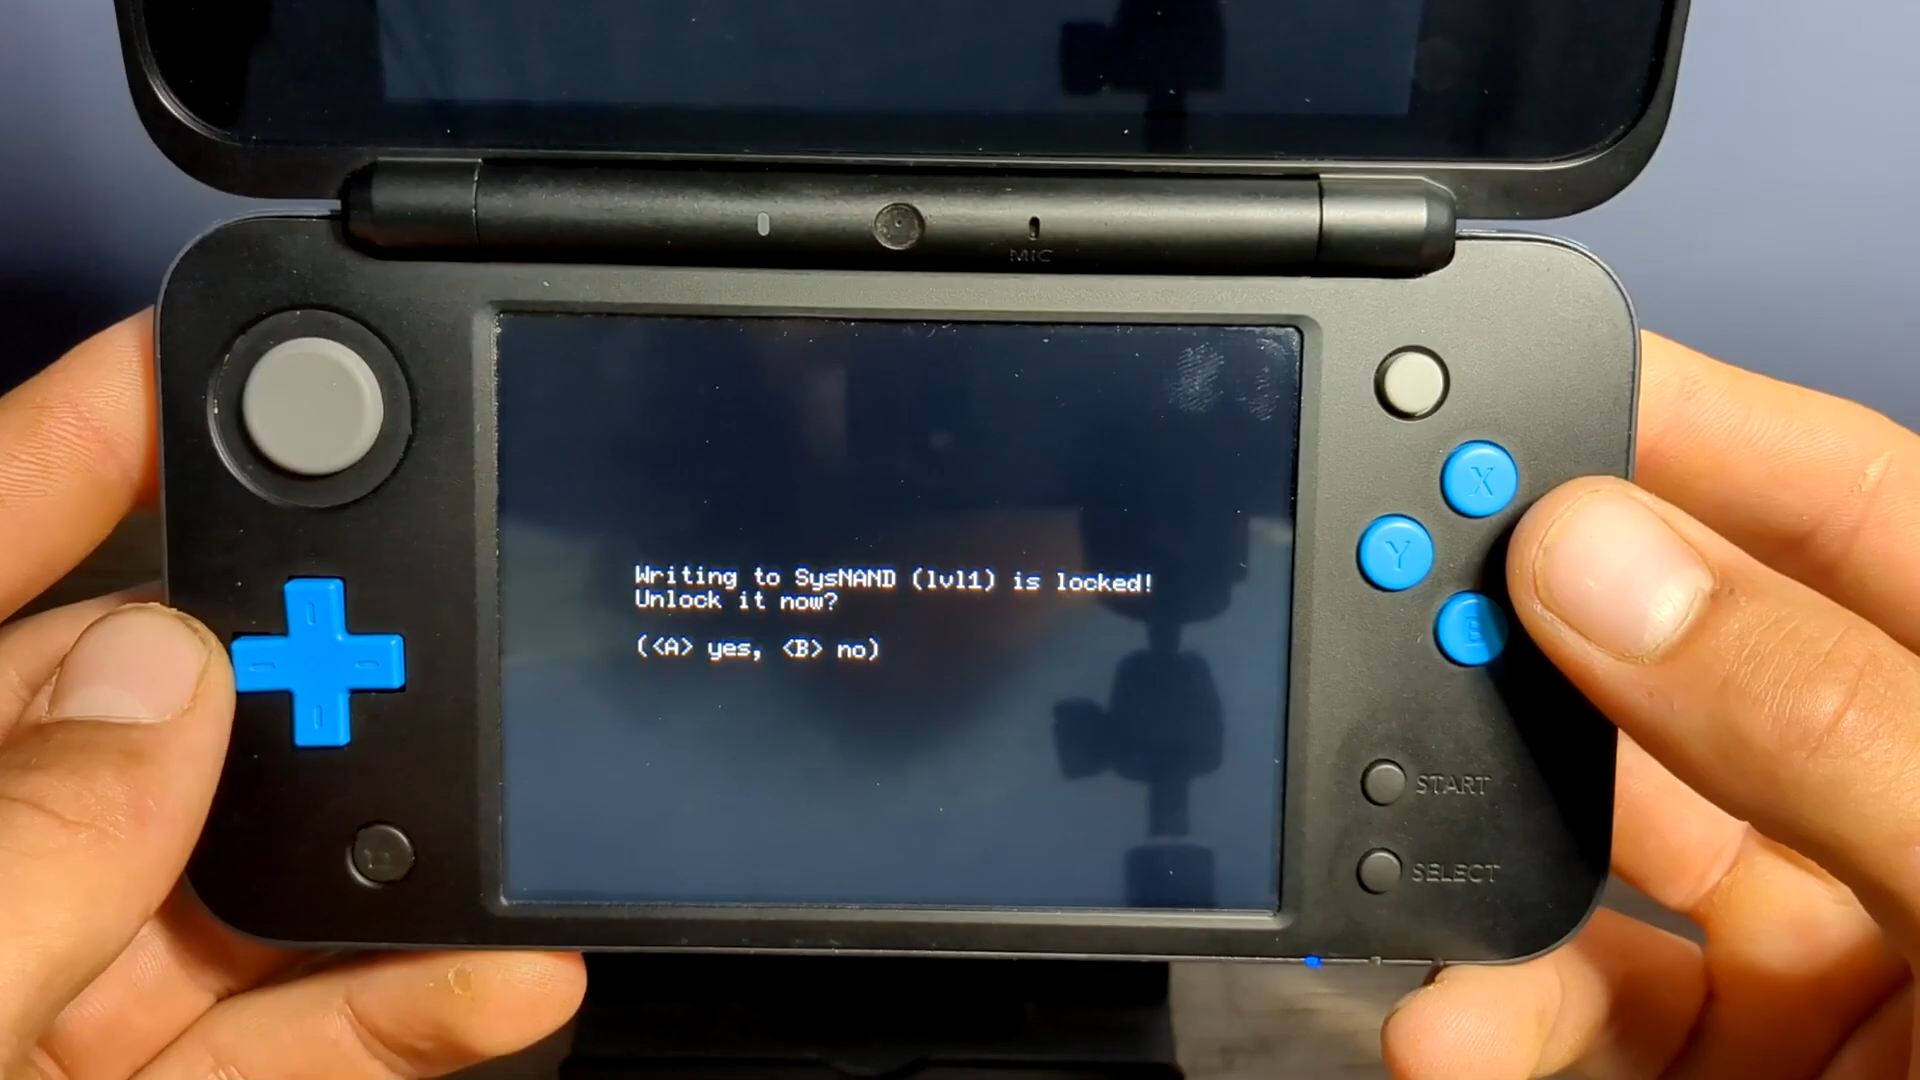 MIC
Writing to SysNAND (lvl1) is locked!
Unlock it now?
(<A> yes, <B> no)
X
Y
B
START
SELECT